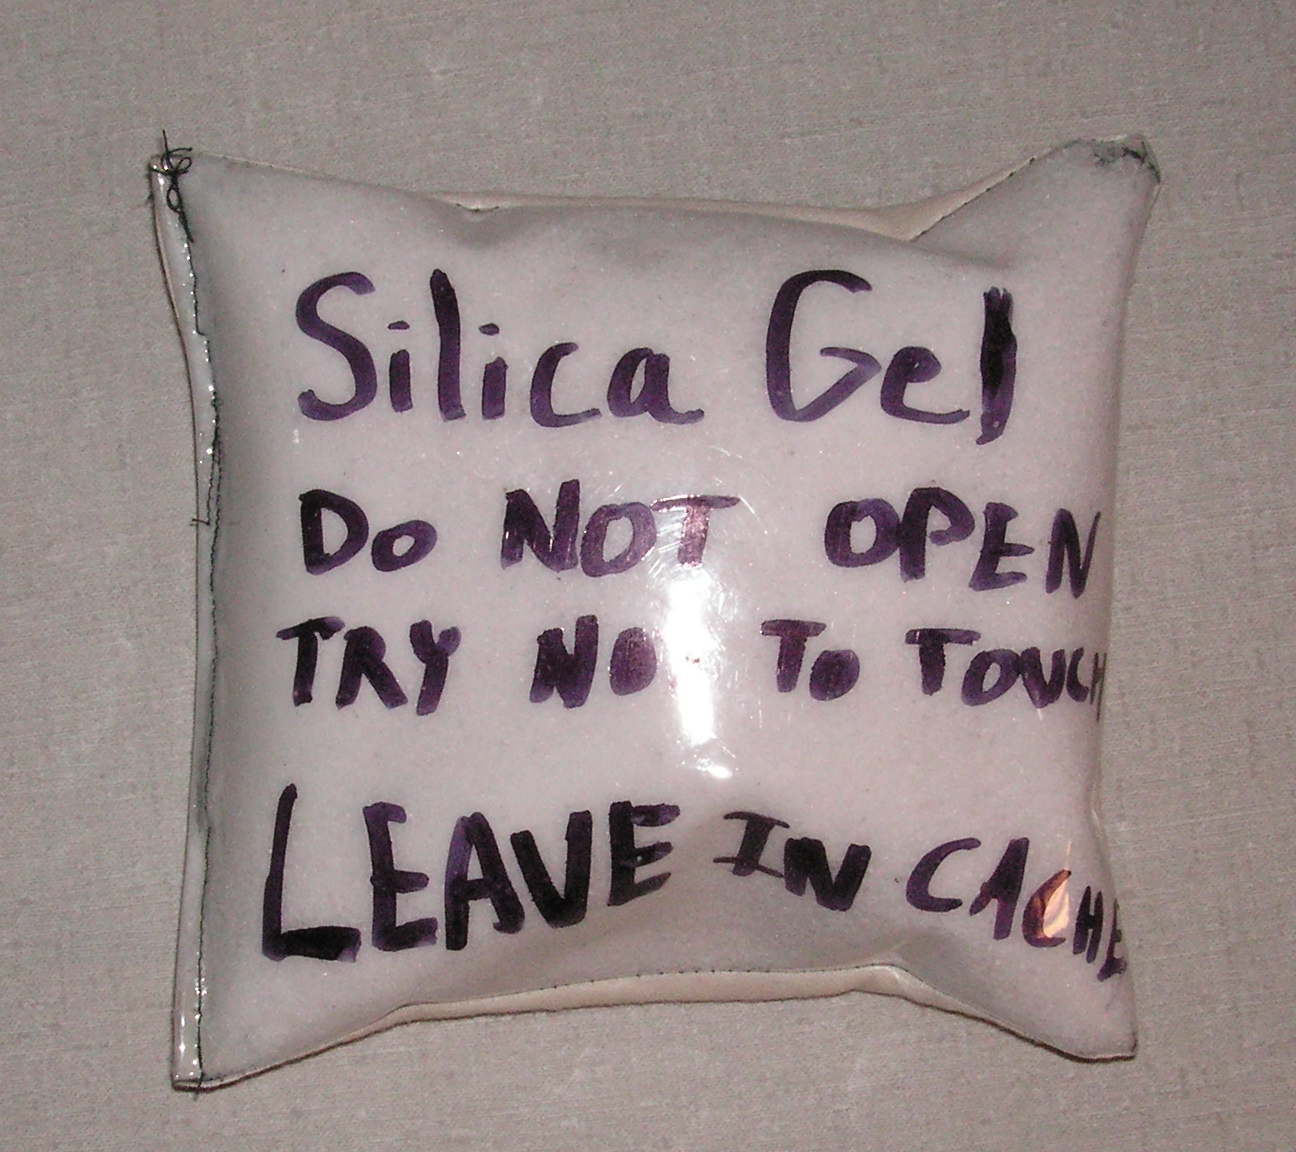 Silica Gel
DO NOT OPEN
TRY NOT TO TOUCH
LEAVE IN CACHE